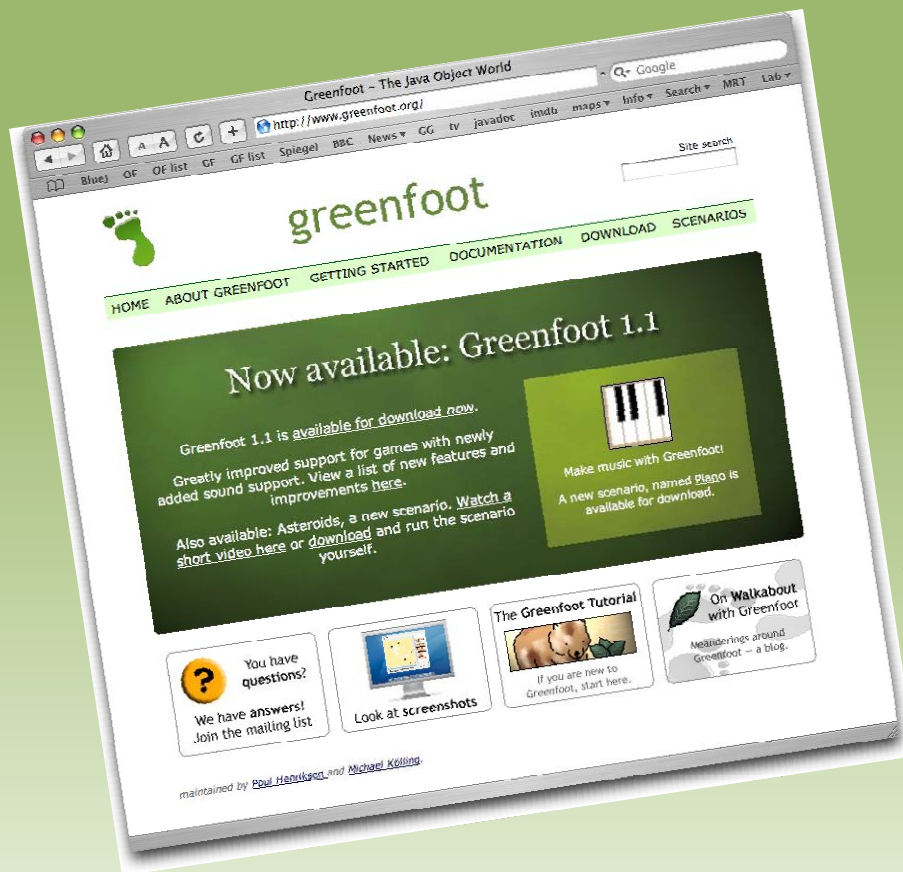 Greenfoot – The Java Object World
http://www.greenfoot.org/
Google
A A
BlueJ OF OF list GF GF list Spiegel BBC News GG tv javadoc imdb maps Info Search MRT Lab
Site search
greenfoot
HOME ABOUT GREENFOOT GETTING STARTED DOCUMENTATION DOWNLOAD SCENARIOS
Now available: Greenfoot 1.1
Greenfoot 1.1 is available for download now.
Greatly improved support for games with newly
added sound support. View a list of new features and
improvements here.
Also available: Asteroids, a new scenario. Watch a
short video here or download and run the scenario
yourself.
Make music with Greenfoot!
A new scenario, named Piano is
available for download.
?
You have
questions?
We have answers!
Join the mailing list
Look at screenshots
The Greenfoot Tutorial
If you are new to
Greenfoot, start here.
On Walkabout
with Greenfoot
Meanderings around
Greenfoot – a blog.
maintained by Poul Henriksen and Michael Kölling.